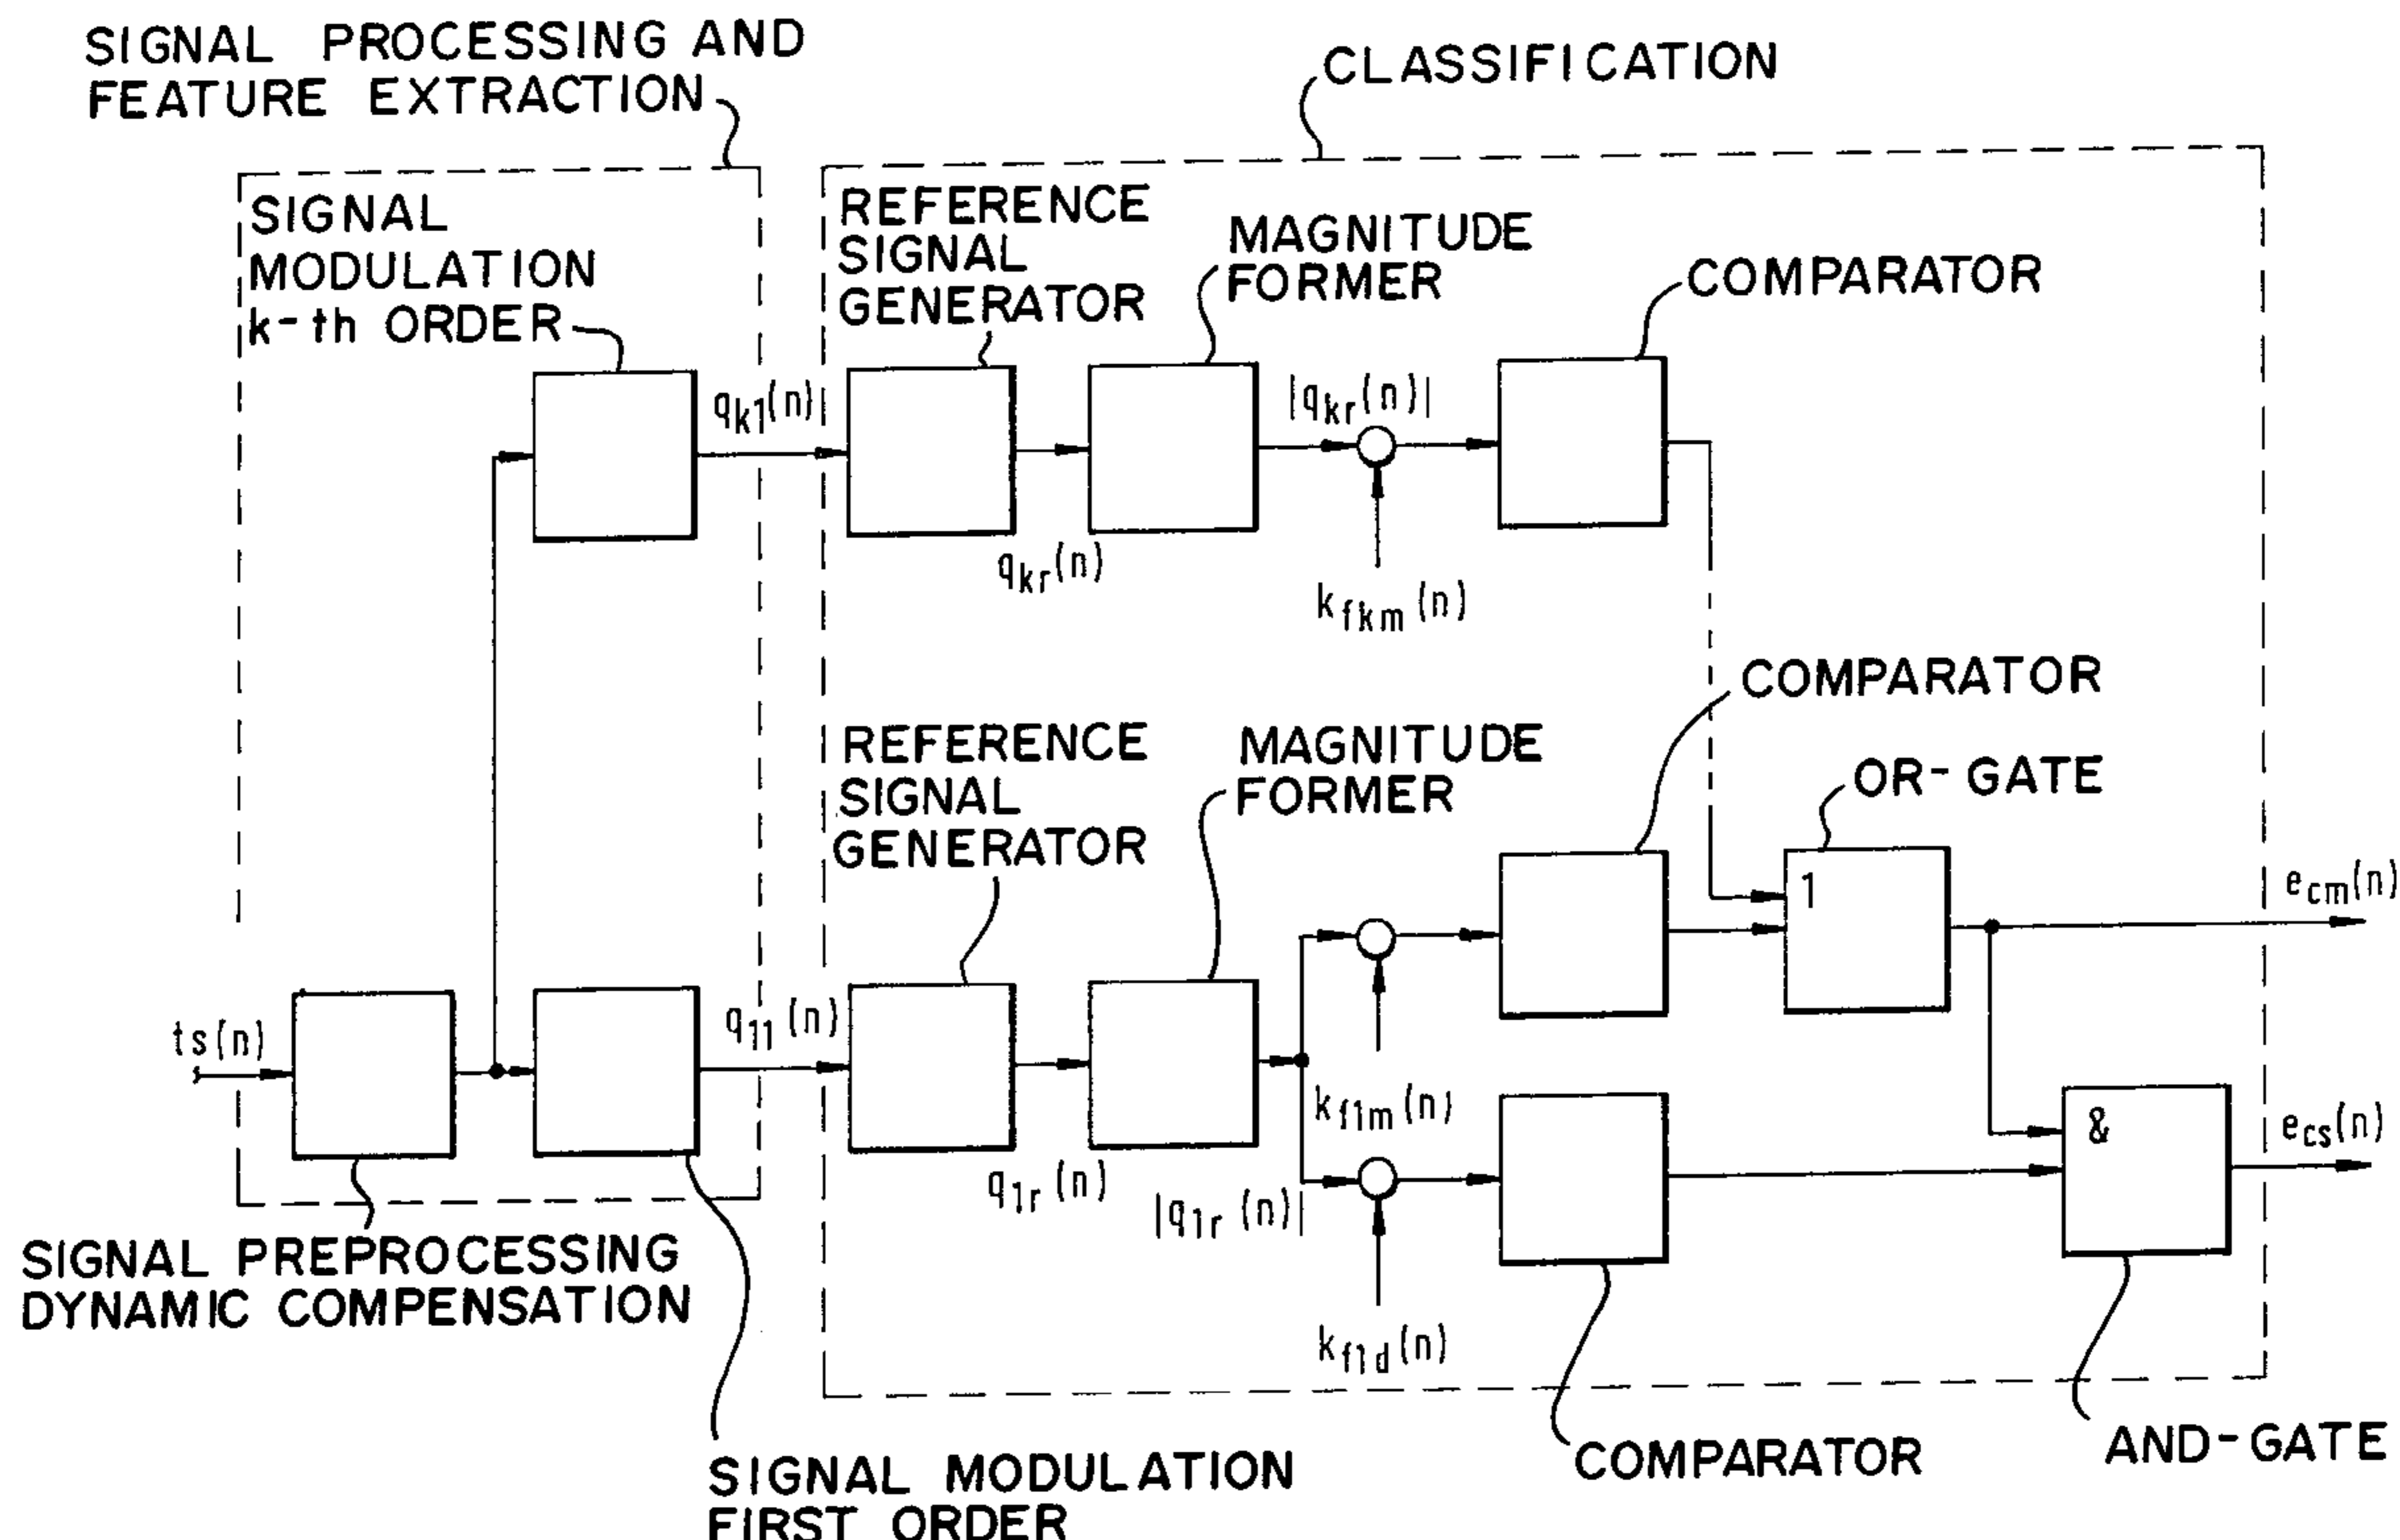 SIGNAL PROCESSING AND
FEATURE EXTRACTION
CLASSIFICATION
SIGNAL
MODULATION
k-th ORDER
REFERENCE
SIGNAL
GENERATOR
MAGNITUDE
FORMER
COMPARATOR
qk1(n)
|qkr(n)|
qkr(n)
kfkm(n)
COMPARATOR
REFERENCE
SIGNAL
GENERATOR
MAGNITUDE
FORMER
OR-GATE
1
ecm(n)
ts(n)
q11(n)
kf1m(n)
&
ecs(n)
q1r(n)
|q1r(n)|
SIGNAL PREPROCESSING
DYNAMIC COMPENSATION
kf1d(n)
SIGNAL MODULATION
FIRST ORDER
COMPARATOR
AND-GATE